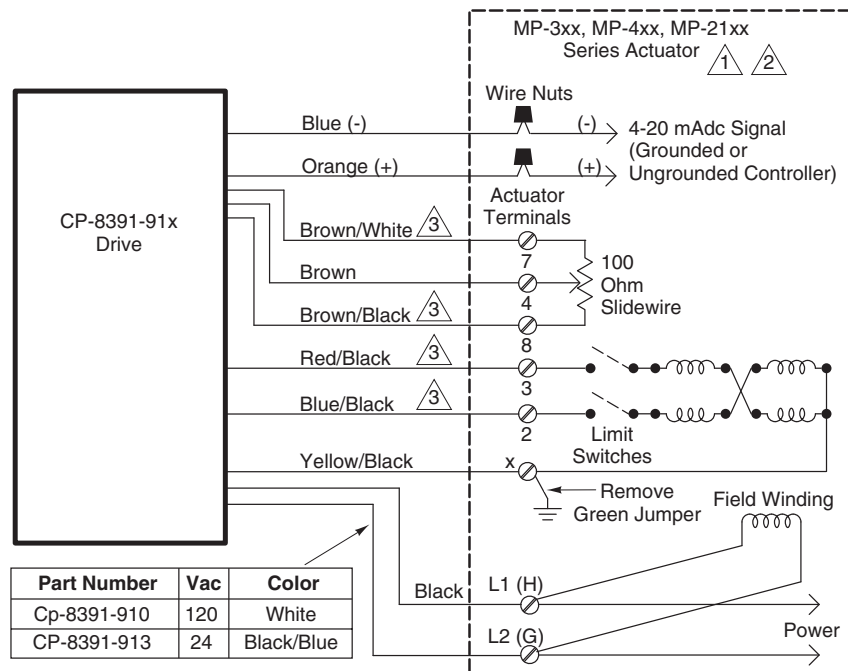 MP-3xx, MP-4xx, MP-21xx
Series Actuator
1
2
Wire Nuts
Blue (-)
(-)
4-20 mAdc Signal
(Grounded or
Ungrounded Controller)
Orange (+)
(+)
CP-8391-91x
Drive
Actuator
Terminals
Brown/White
3
7
100
Ohm
Slidewire
Brown
4
Brown/Black
3
8
Red/Black
3
3
Blue/Black
3
2
Limit
Switches
Yellow/Black
x
Remove
Green Jumper
Field Winding
Part Number Vac Color
Cp-8391-910 120 White
CP-8391-913 24 Black/Blue
Black
L1 (H)
L2 (G)
Power